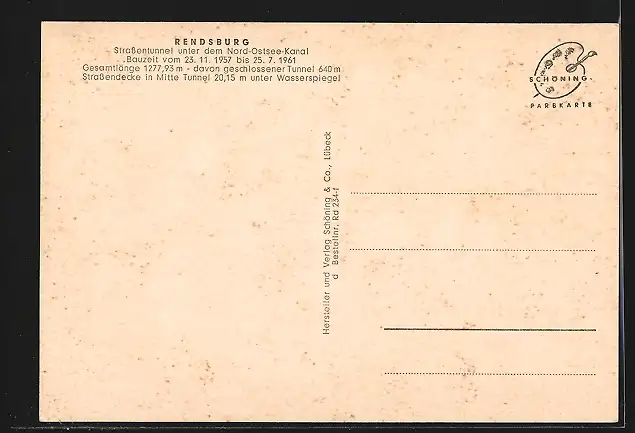 RENDSBURG
Straßentunnel unter dem Nord-Ostsee-Kanal
Bauzeit vom 23. 11. 1957 bis 25. 7. 1961
Gesamtlänge 1277,93 m - davon geschlossener Tunnel 640 m
Straßendecke in Mitte Tunnel 20,15 m unter Wasserspiegel
SCHÖNING
FARBKARTE
Hersteller und Verlag Schöning & Co., Lübeck
d Bestellnr. Rd 234-1